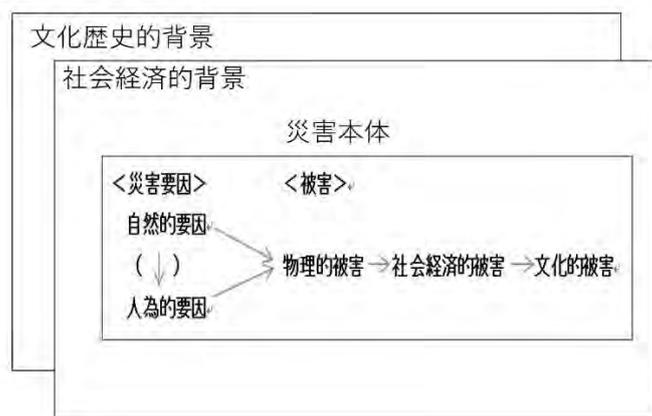 文化歴史的背景
社会経済的背景
災害本体
<災害要因> <被害>
自然的要因
(↓)
物理的被害→社会経済的被害→文化的被害
人為的要因